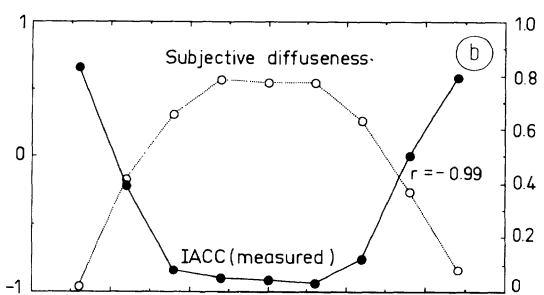 1
1.0
Subjective diffuseness
b
0.8
0.6
0
r = - 0.99
0.4
IACC (measured)
0.2
-1
0